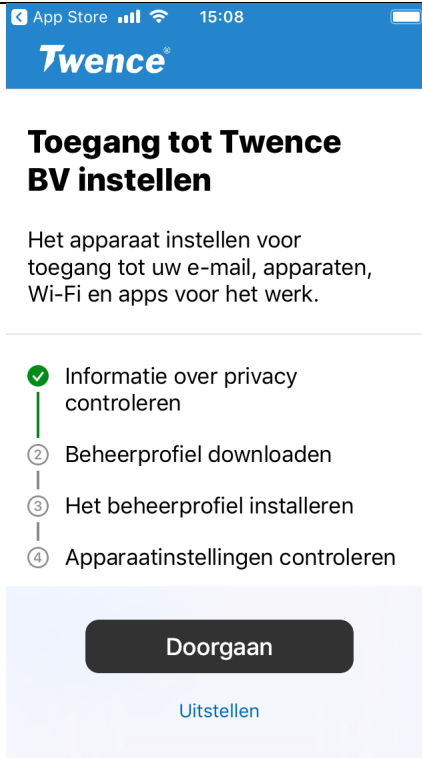 App Store 15:08
Twence®
Toegang tot Twence
BV instellen
Het apparaat instellen voor
toegang tot uw e-mail, apparaten,
Wi-Fi en apps voor het werk.
Informatie over privacy
controleren
2 Beheerprofiel downloaden
3 Het beheerprofiel installeren
4 Apparaatinstellingen controleren
Doorgaan
Uitstellen